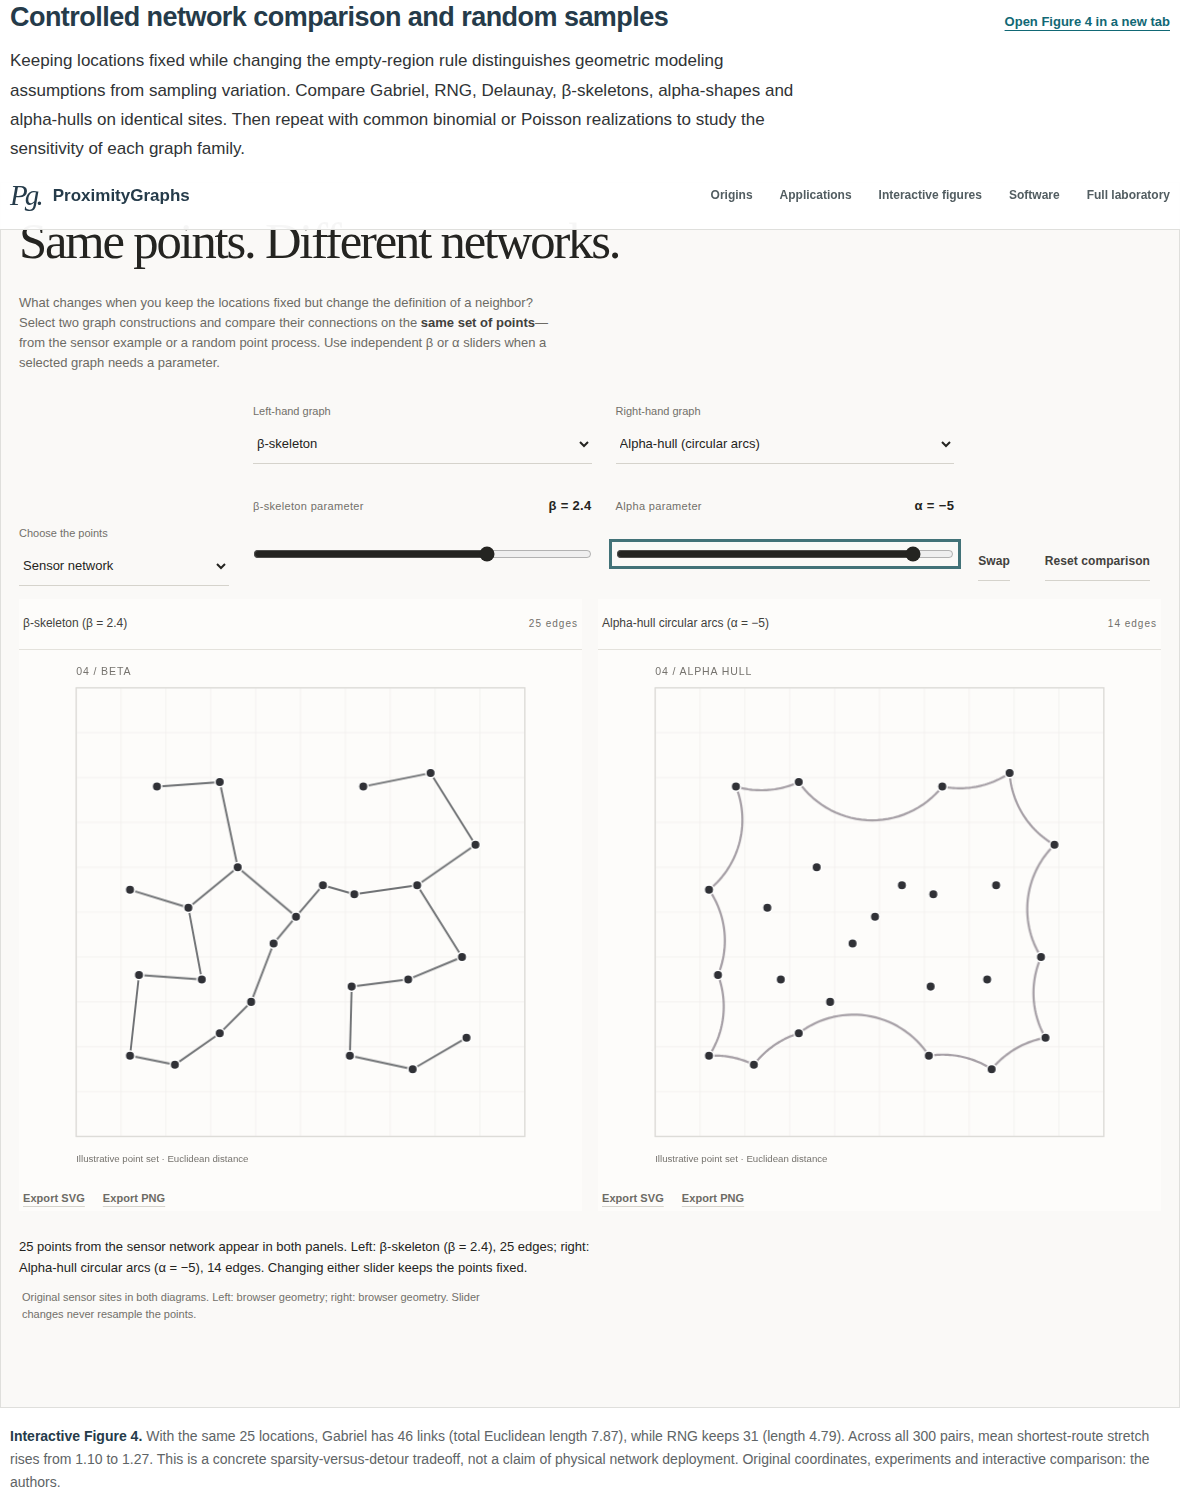 Controlled network comparison and random samples
Open Figure 4 in a new tab
Keeping locations fixed while changing the empty-region rule distinguishes geometric modeling
assumptions from sampling variation. Compare Gabriel, RNG, Delaunay, β-skeletons, alpha-shapes and
alpha-hulls on identical sites. Then repeat with common binomial or Poisson realizations to study the
sensitivity of each graph family.
Pg. ProximityGraphs
Origins Applications Interactive figures Software Full laboratory
Same points. Different networks.
What changes when you keep the locations fixed but change the definition of a neighbor?
Select two graph constructions and compare their connections on the same set of points—
from the sensor example or a random point process. Use independent β or α sliders when a
selected graph needs a parameter.
Left-hand graph
Right-hand graph
β-skeleton
Alpha-hull (circular arcs)
β-skeleton parameter β = 2.4
Alpha parameter α = −5
Choose the points
Sensor network
Swap
Reset comparison
β-skeleton (β = 2.4) 25 edges
Alpha-hull circular arcs (α = −5) 14 edges
04 / BETA
04 / ALPHA HULL
Illustrative point set · Euclidean distance
Illustrative point set · Euclidean distance
Export SVG Export PNG
Export SVG Export PNG
25 points from the sensor network appear in both panels. Left: β-skeleton (β = 2.4), 25 edges; right:
Alpha-hull circular arcs (α = −5), 14 edges. Changing either slider keeps the points fixed.
Original sensor sites in both diagrams. Left: browser geometry; right: browser geometry. Slider
changes never resample the points.
Interactive Figure 4. With the same 25 locations, Gabriel has 46 links (total Euclidean length 7.87), while RNG keeps 31 (length 4.79). Across all 300 pairs, mean shortest-route stretch
rises from 1.10 to 1.27. This is a concrete sparsity-versus-detour tradeoff, not a claim of physical network deployment. Original coordinates, experiments and interactive comparison: the
authors.